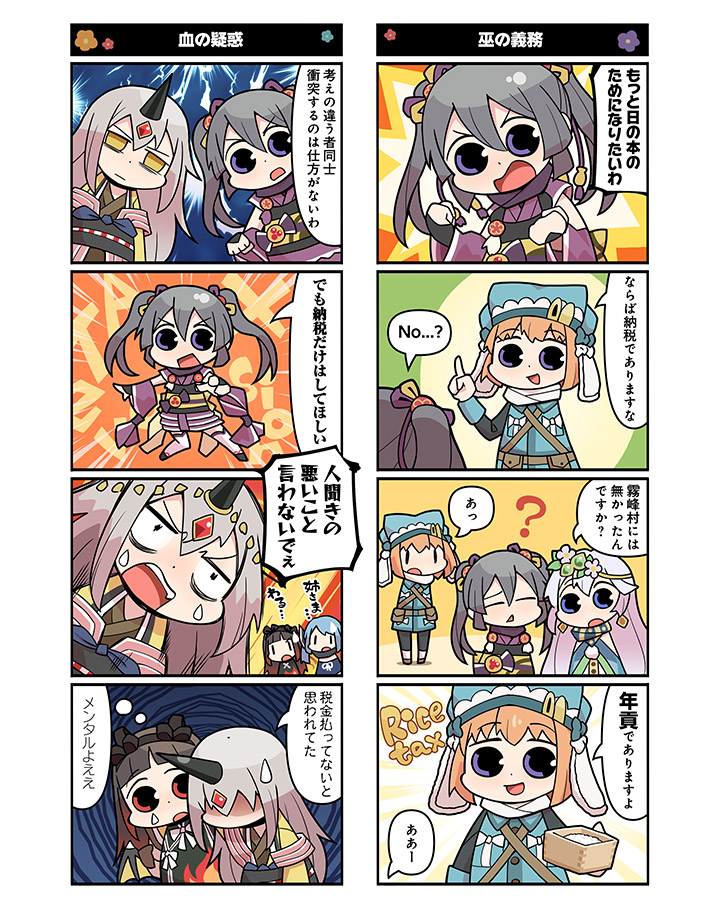 巫の義務
もっと日の本の
ためになりたいわ
ならば納税でありますな
No...?
霧峰村には
無かったん
ですか?
?
あっ
年貢でありますよ
Rice
tax
ああー
血の疑惑
考えの違う者同士
衝突するのは仕方がないわ
でも納税だけはしてほしい
人聞きの
悪いこと
言わないでぇ
姉さま…
わる…
税金払ってないと
思われてた
メンタルよええ